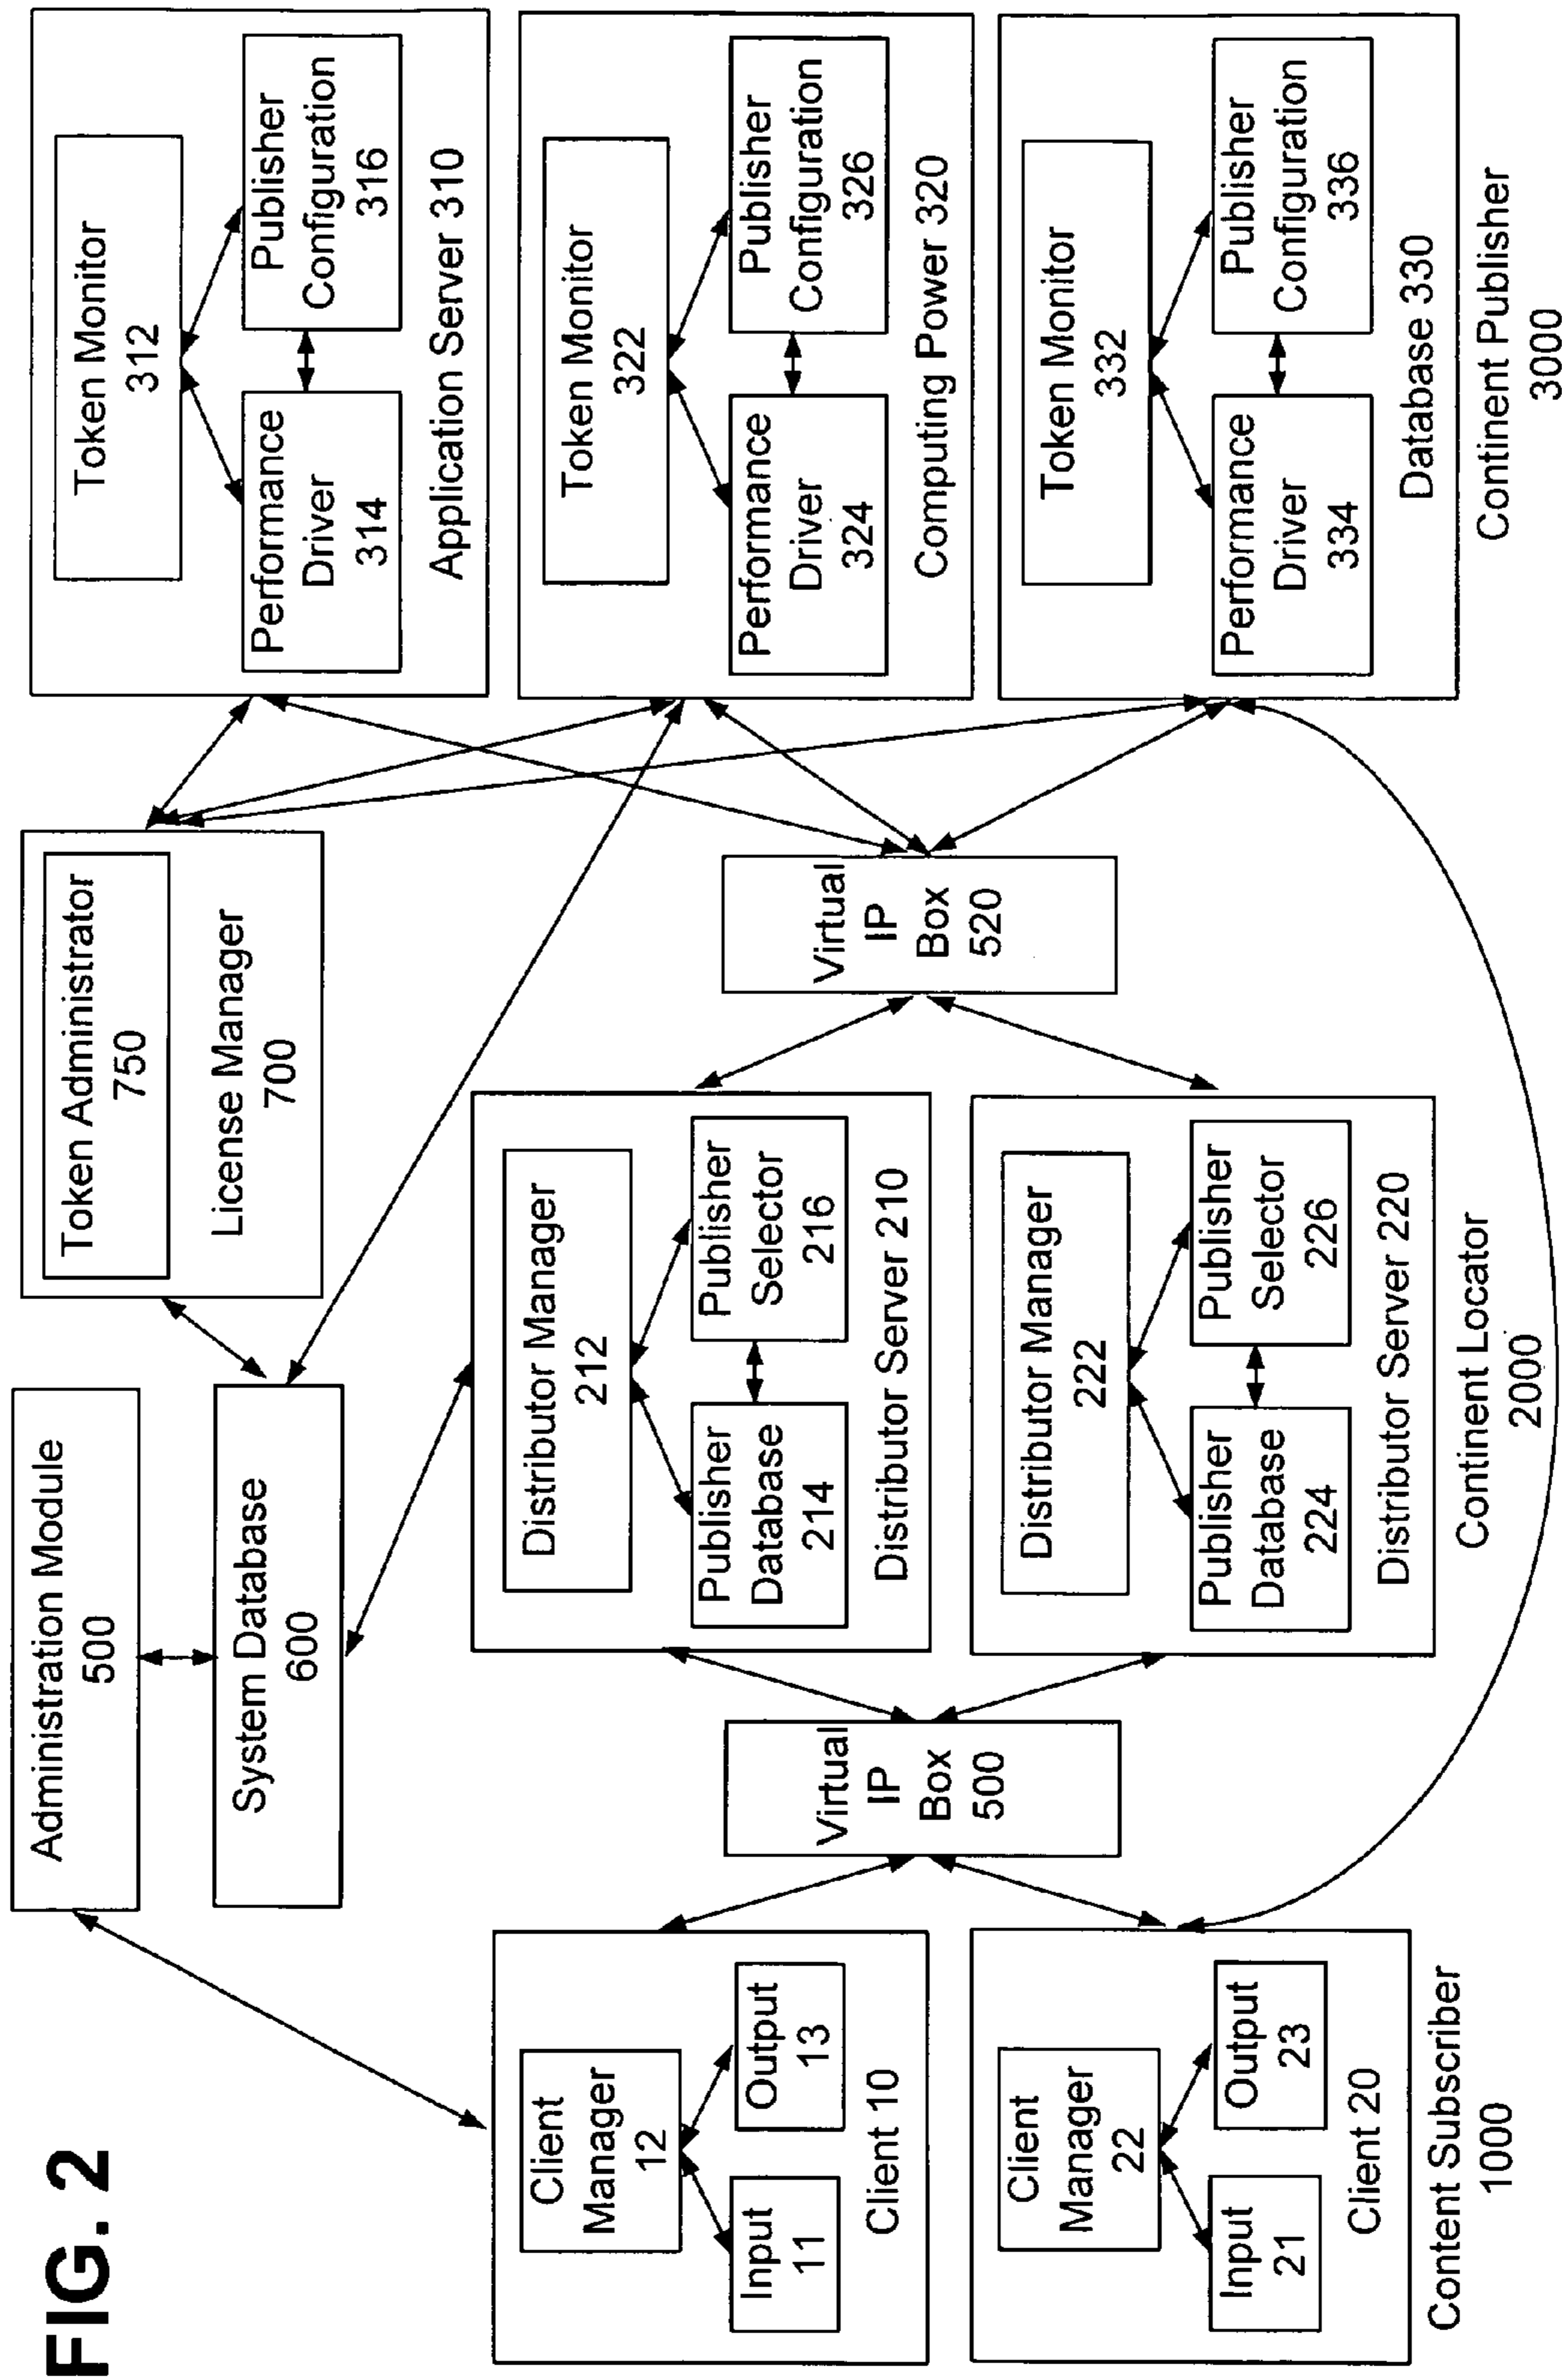 FIG. 2
Administration Module
500
System Database
600
Token Administrator
750
License Manager
700
Client
Manager
12
Input
11
Output
13
Client 10
Client
Manager
22
Input
21
Output
23
Client 20
Content Subscriber
1000
Virtual
IP
Box
500
Distributor Manager
212
Publisher
Database
214
Publisher
Selector
216
Distributor Server 210
Distributor Manager
222
Publisher
Database
224
Publisher
Selector
226
Distributor Server 220
Continent Locator
2000
Virtual
IP
Box
520
Token Monitor
312
Performance
Driver
314
Publisher
Configuration
316
Application Server 310
Token Monitor
322
Performance
Driver
324
Publisher
Configuration
326
Computing Power 320
Token Monitor
332
Performance
Driver
334
Publisher
Configuration
336
Database 330
Continent Publisher
3000